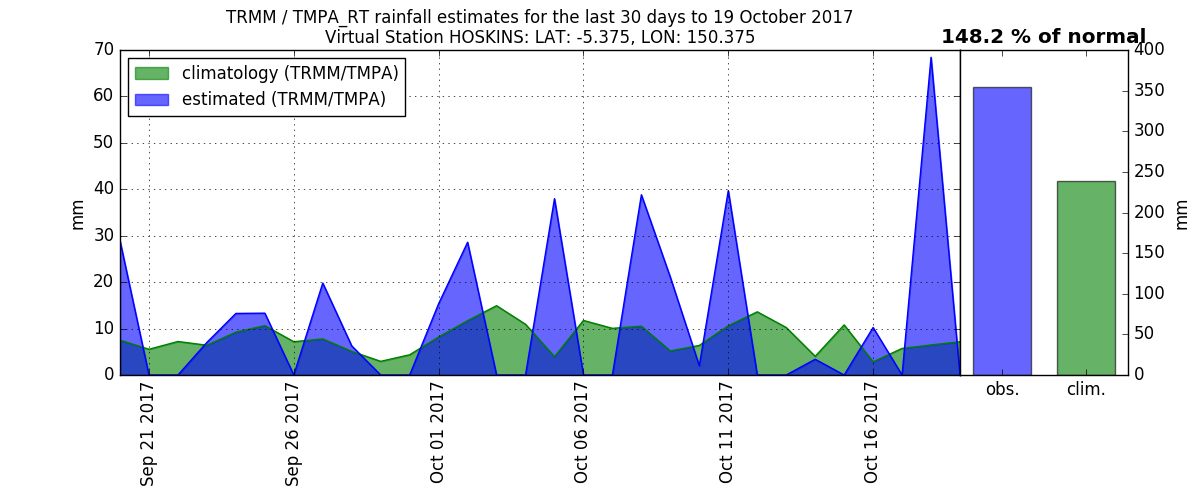 TRMM / TMPA_RT rainfall estimates for the last 30 days to 19 October 2017
Virtual Station HOSKINS: LAT: -5.375, LON: 150.375
148.2 % of normal
climatology (TRMM/TMPA)
estimated (TRMM/TMPA)
70
60
50
40
30
20
10
0
mm
Sep 21 2017
Sep 26 2017
Oct 01 2017
Oct 06 2017
Oct 11 2017
Oct 16 2017
obs.
clim.
400
350
300
250
200
150
100
50
0
mm